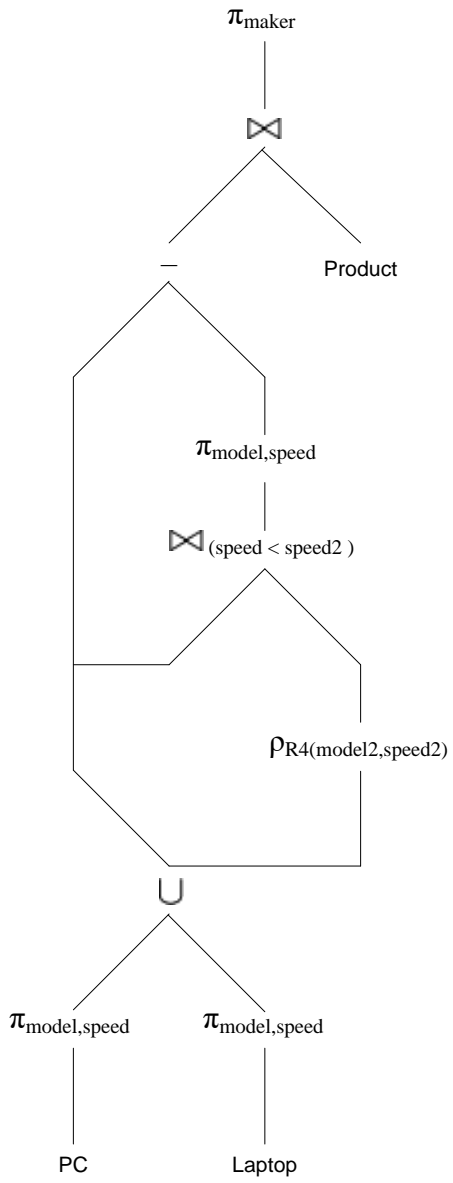 π maker
⋈
− Product
π model,speed
⋈ (speed < speed2 )
ρ R4(model2,speed2)
∪
π model,speed π model,speed
PC Laptop